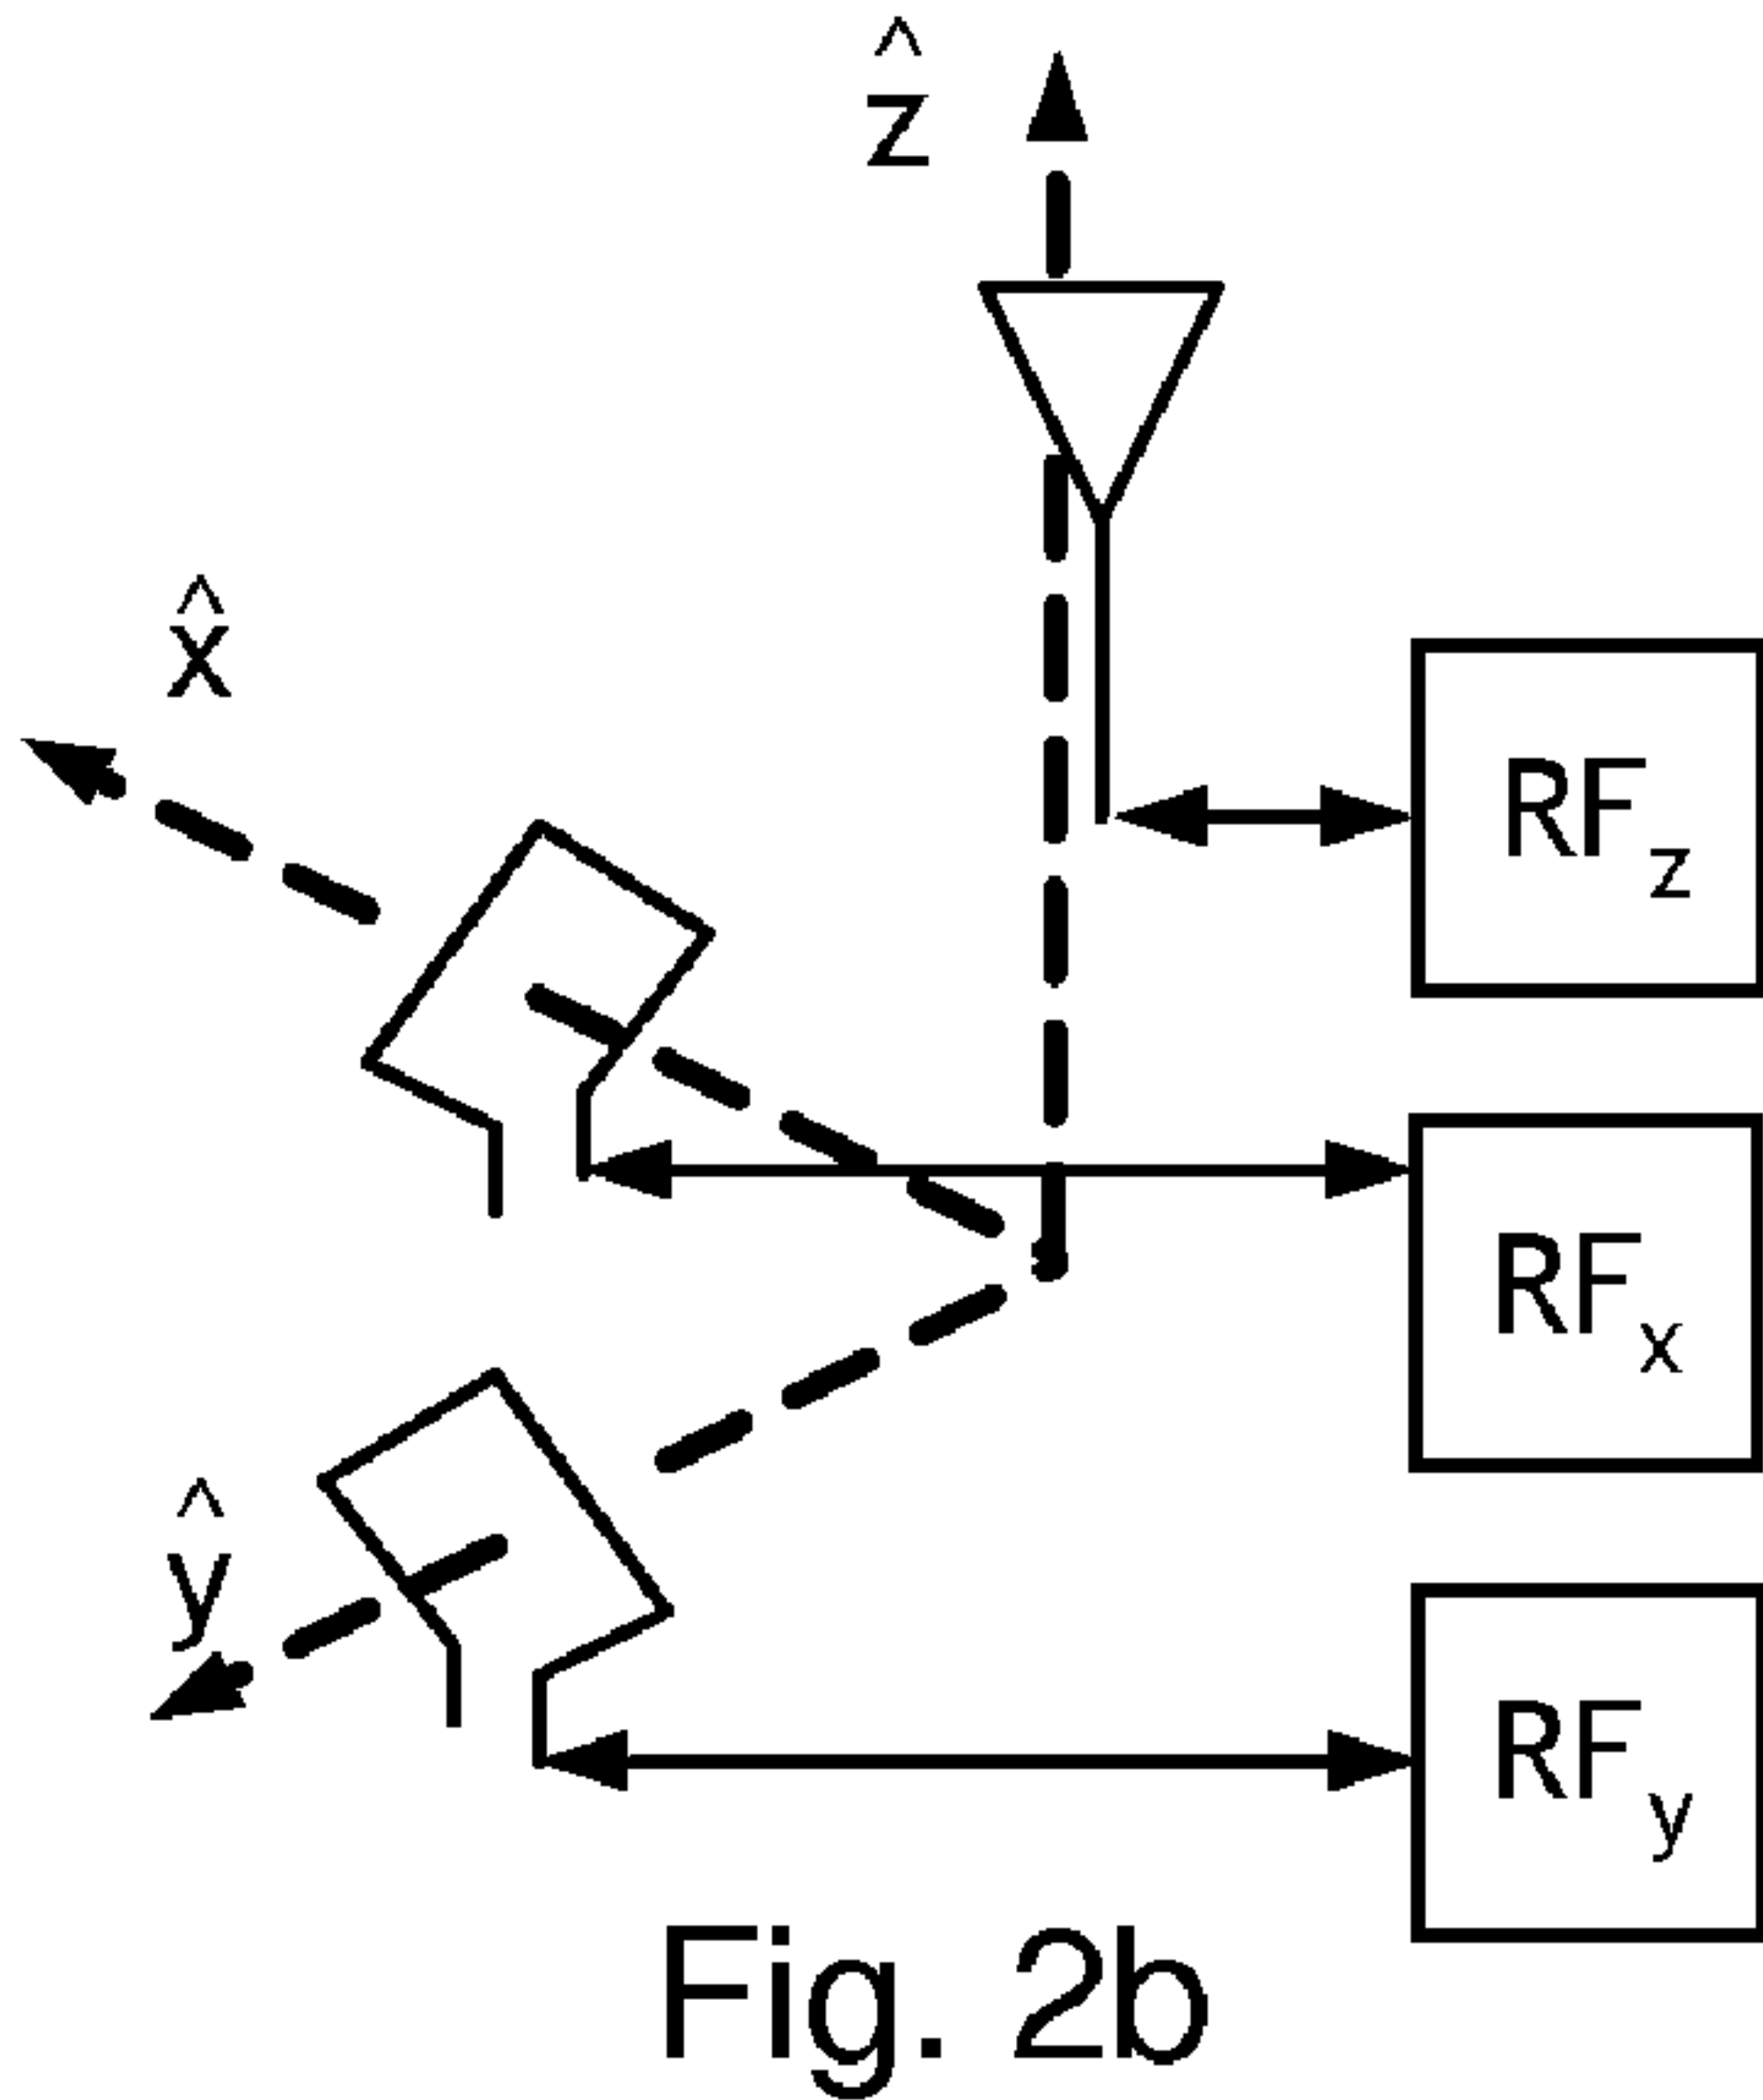 ẑ
x̂
RFz
RFx
ŷ
RFy
Fig. 2b